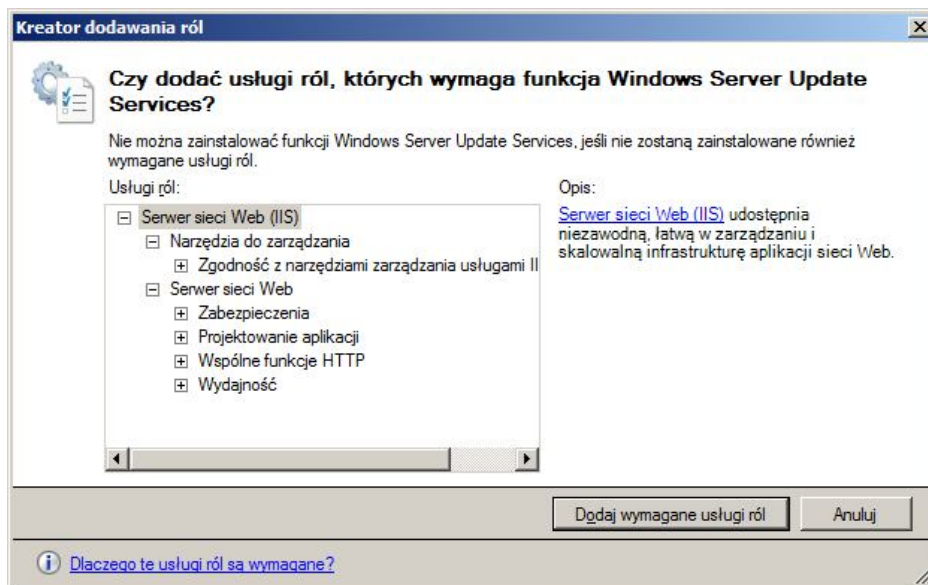 Kreator dodawania ról
Czy dodać usługi ról, których wymaga funkcja Windows Server Update
Services?
Nie można zainstalować funkcji Windows Server Update Services, jeśli nie zostaną zainstalowane również
wymagane usługi ról.
Usługi ról:
Serwer sieci Web (IIS)
Narzędzia do zarządzania
Zgodność z narzędziami zarządzania usługami II
Serwer sieci Web
Zabezpieczenia
Projektowanie aplikacji
Wspólne funkcje HTTP
Wydajność
Opis:
Serwer sieci Web (IIS) udostępnia
niezawodną, łatwą w zarządzaniu i
skalowalną infrastrukturę aplikacji sieci Web.
Dodaj wymagane usługi ról
Anuluj
Dlaczego te usługi ról są wymagane?